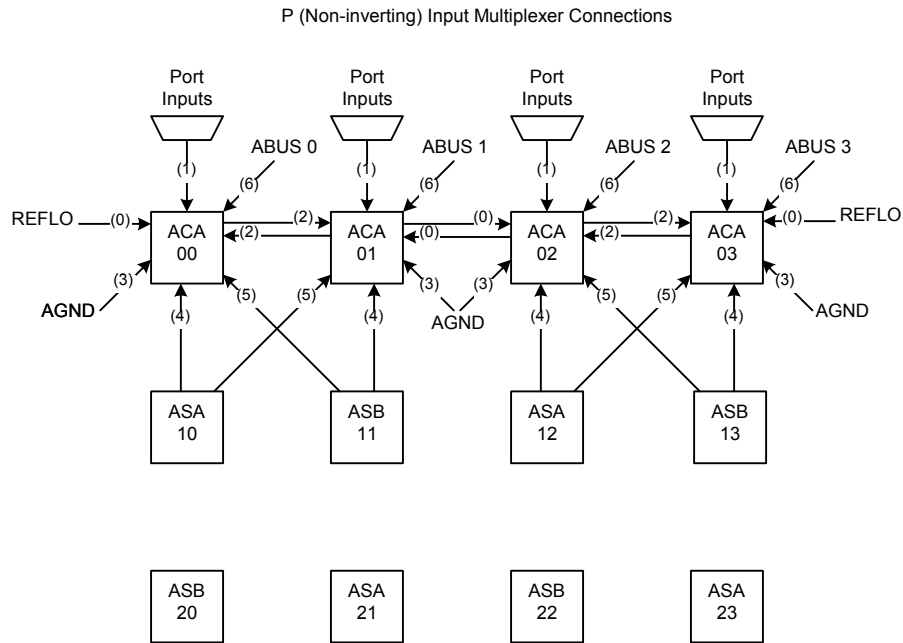 P (Non-inverting) Input Multiplexer Connections
Port
Inputs
Port
Inputs
Port
Inputs
Port
Inputs
ABUS 0
ABUS 1
ABUS 2
ABUS 3
(1)
(1)
(1)
(1)
(6)
(6)
(6)
(6)
REFLO
(0)
ACA
00
(2)
(2)
ACA
01
(0)
(0)
ACA
02
(2)
(2)
ACA
03
(0)
REFLO
(3)
(3)
(3)
(3)
AGND
AGND
AGND
(4)
(5)
(5)
(4)
(4)
(5)
(5)
(4)
ASA
10
ASB
11
ASA
12
ASB
13
ASB
20
ASA
21
ASB
22
ASA
23